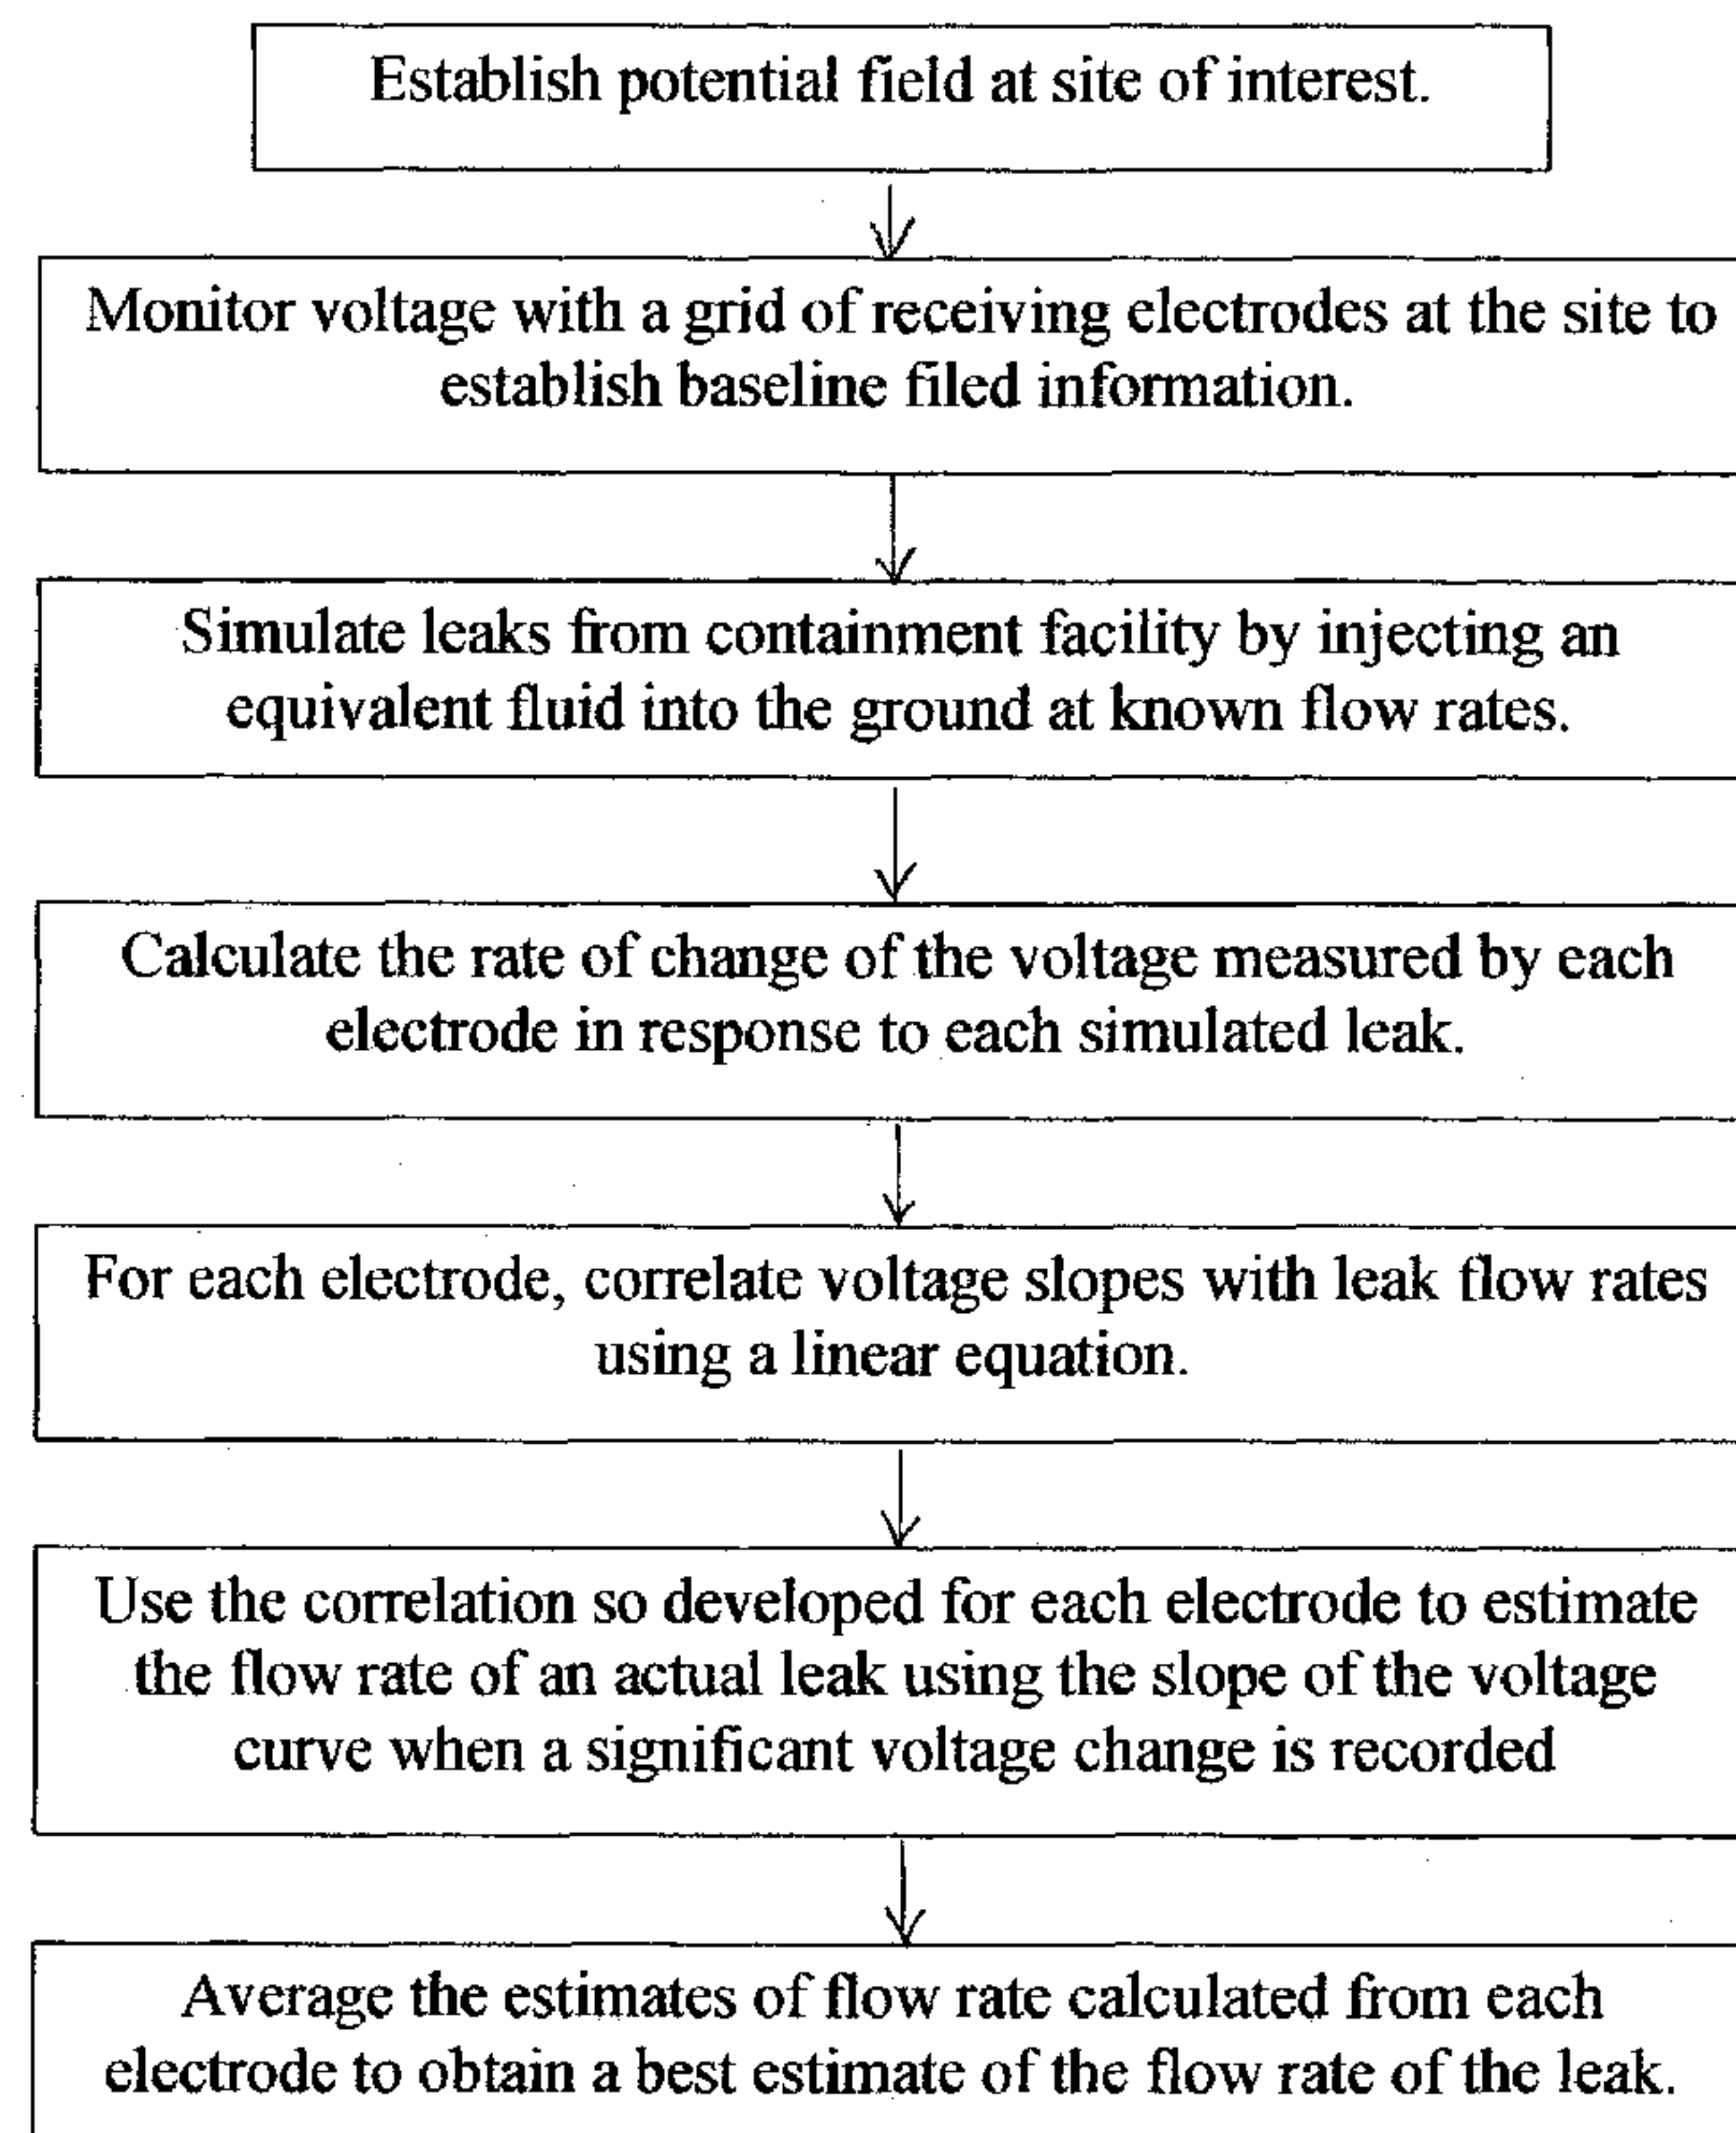 Establish potential field at site of interest.
Monitor voltage with a grid of receiving electrodes at the site to
establish baseline filed information.
Simulate leaks from containment facility by injecting an
equivalent fluid into the ground at known flow rates.
Calculate the rate of change of the voltage measured by each
electrode in response to each simulated leak.
For each electrode, correlate voltage slopes with leak flow rates
using a linear equation.
Use the correlation so developed for each electrode to estimate
the flow rate of an actual leak using the slope of the voltage
curve when a significant voltage change is recorded
Average the estimates of flow rate calculated from each
electrode to obtain a best estimate of the flow rate of the leak.